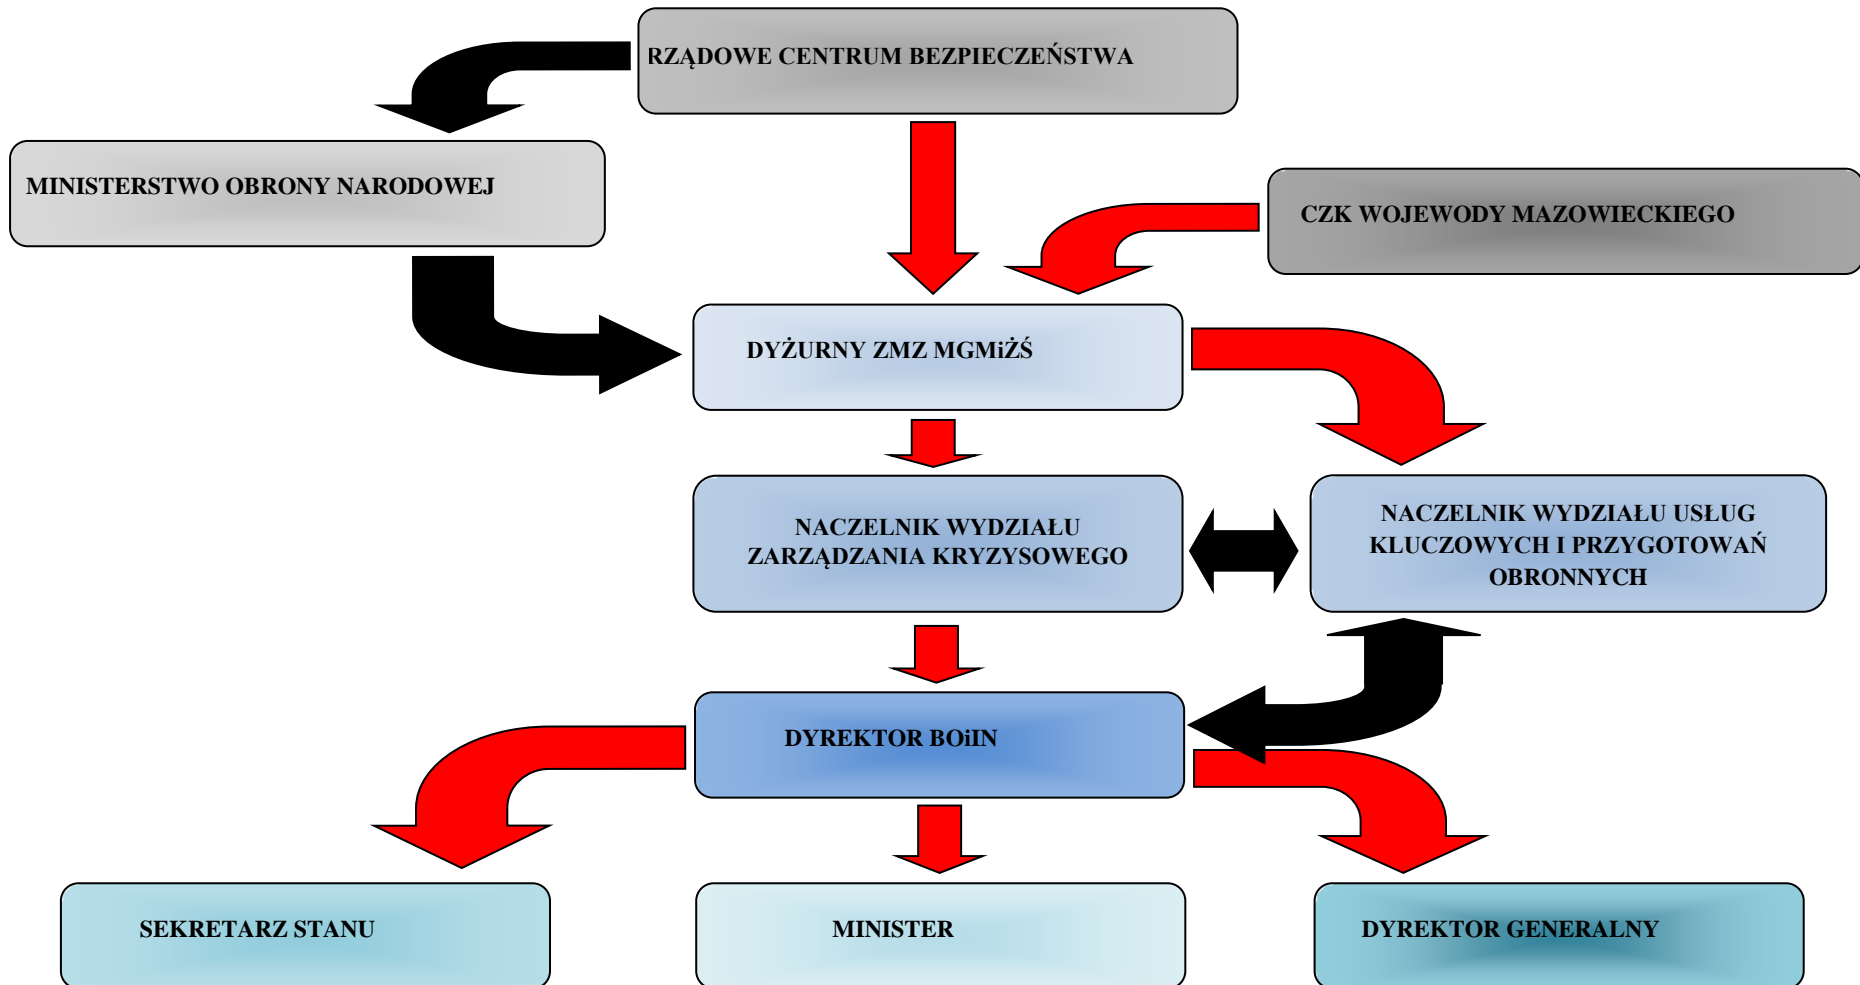 RZĄDOWE CENTRUM BEZPIECZEŃSTWA
MINISTERSTWO OBRONY NARODOWEJ
CZK WOJEWODY MAZOWIECKIEGO
DYŻURNY ZMZ MGMiŻŚ
NACZELNIK WYDZIAŁU
ZARZĄDZANIA KRYZYSOWEGO
NACZELNIK WYDZIAŁU USŁUG
KLUCZOWYCH I PRZYGOTOWAŃ
OBRONNYCH
DYREKTOR BOiIN
SEKRETARZ STANU
MINISTER
DYREKTOR GENERALNY